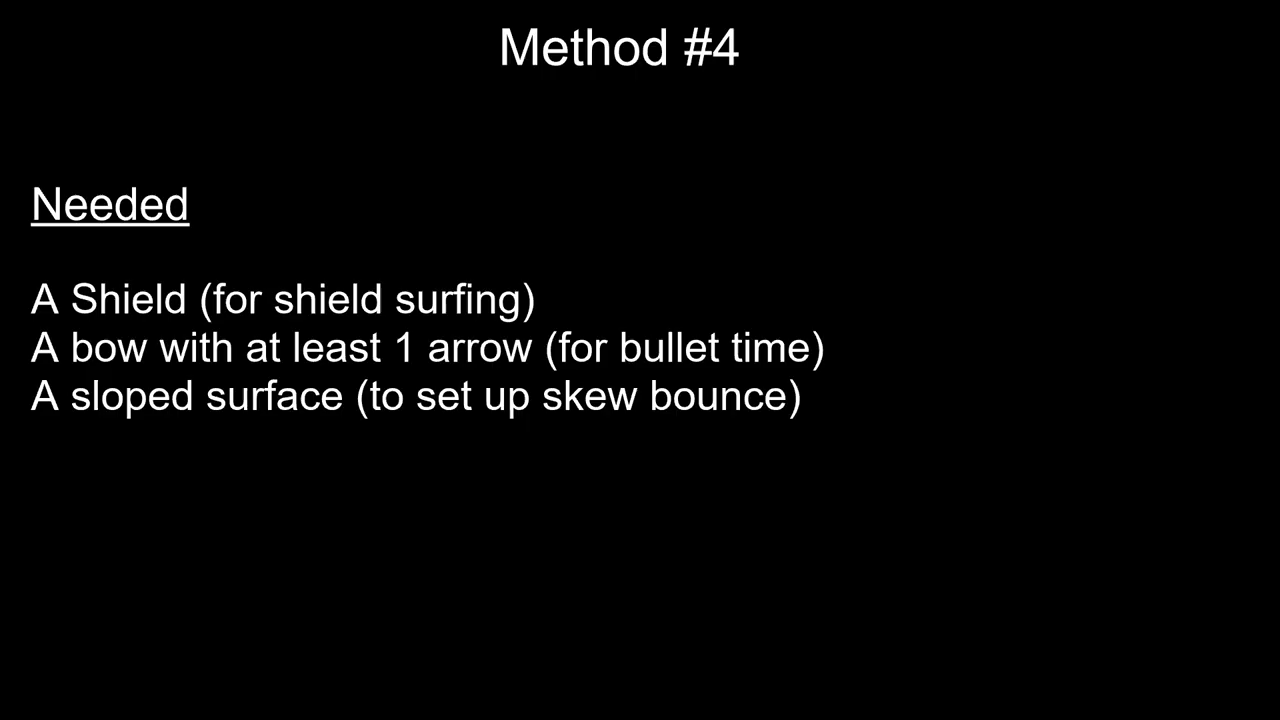 Method #4
Needed
A Shield (for shield surfing)
A bow with at least 1 arrow (for bullet time)
A sloped surface (to set up skew bounce)